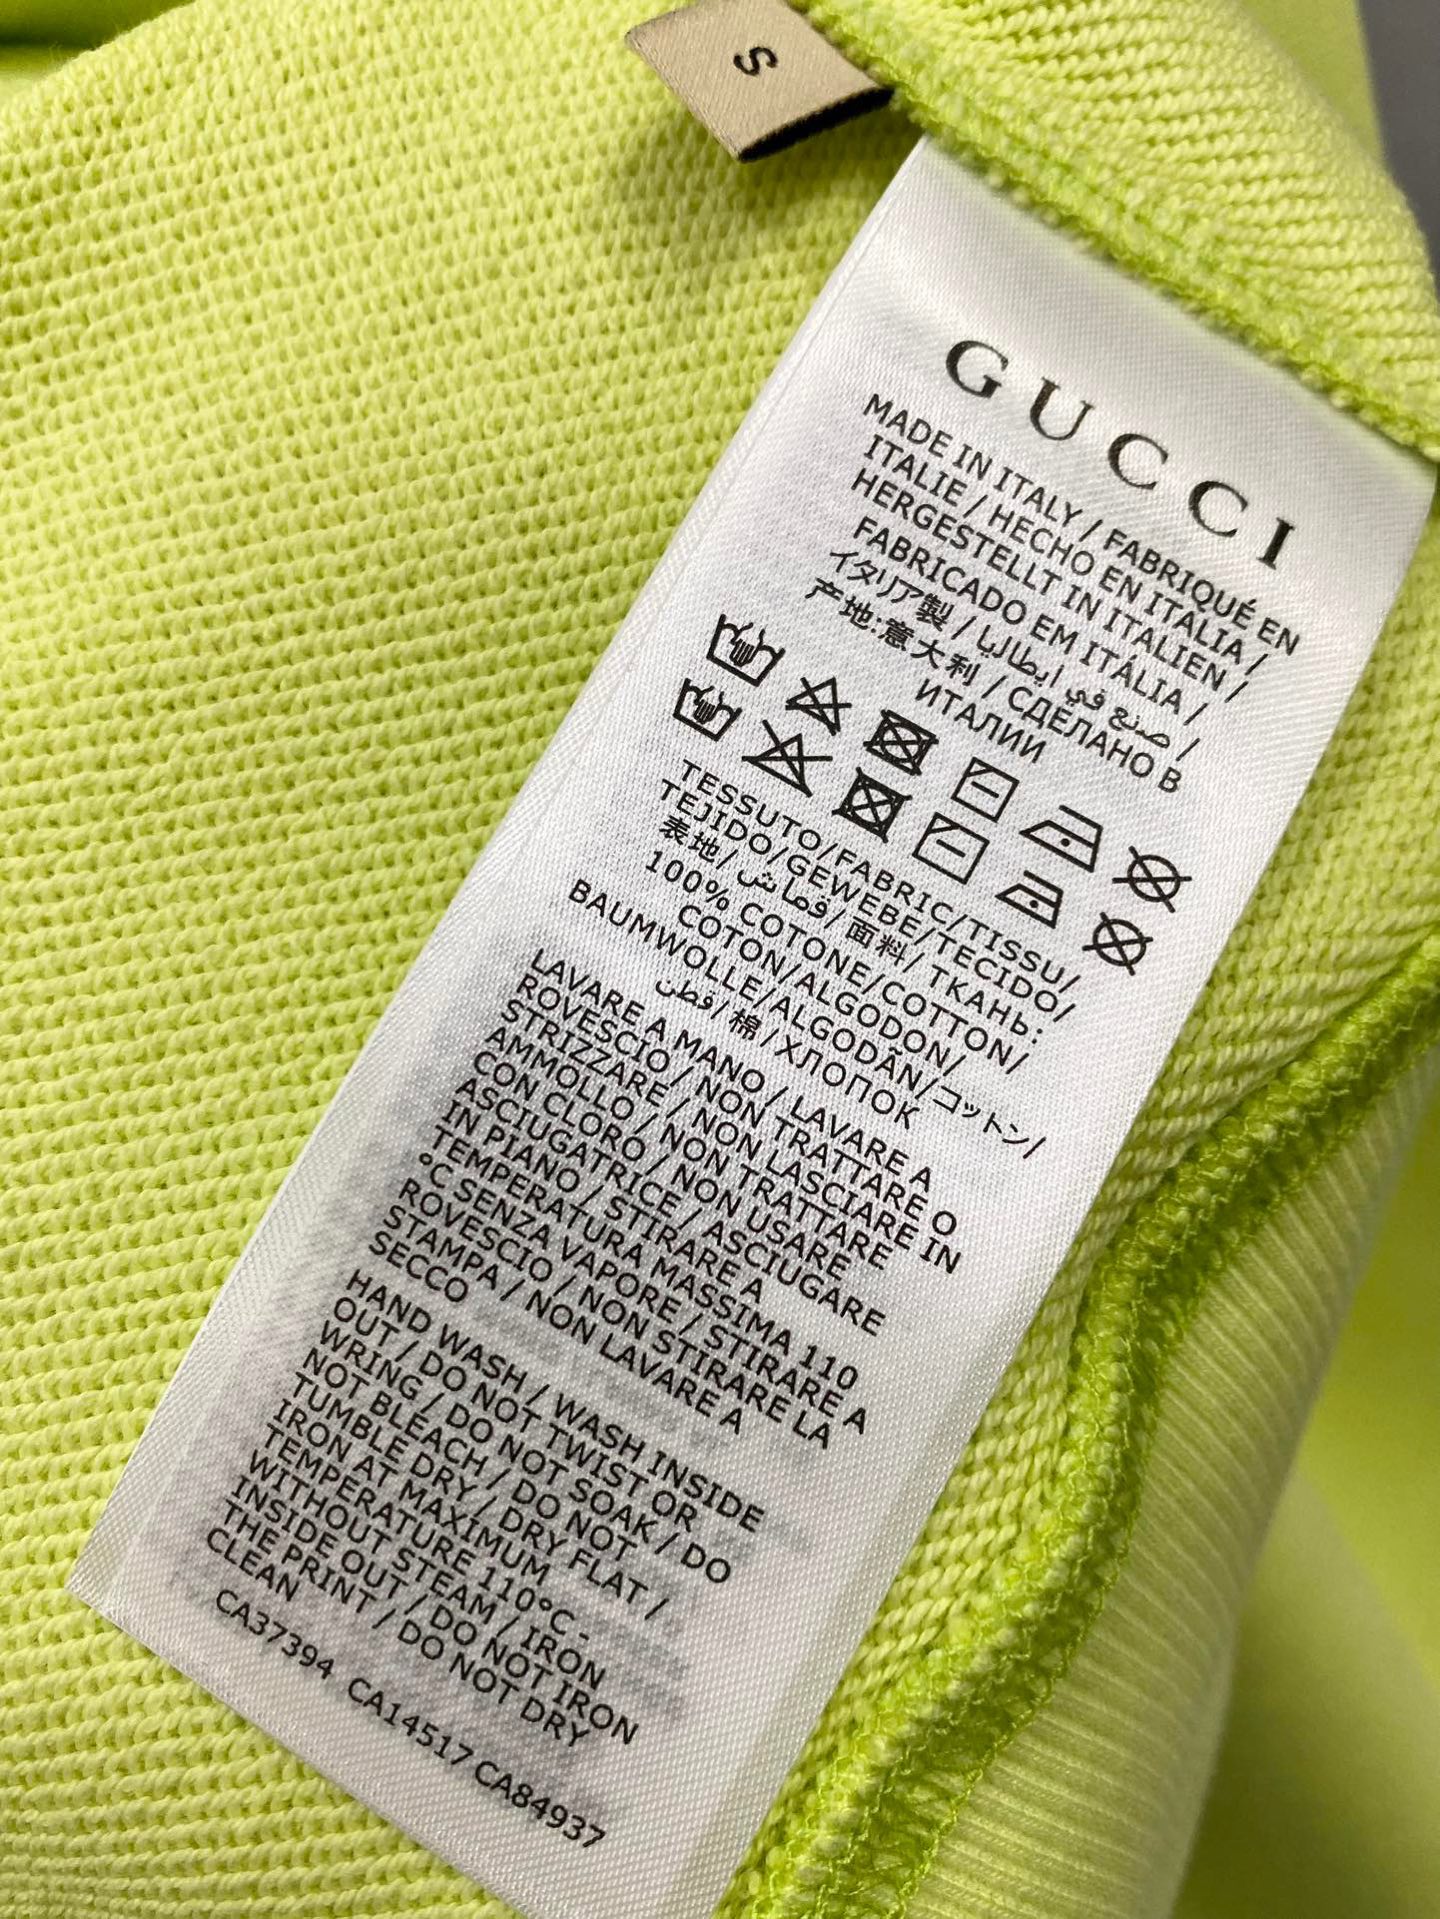 S
GUCCI
MADE IN ITALY / FABRIQUÉ EN
ITALIE / HECHO EN ITALIA /
HERGESTELLT IN ITALIEN /
FABRICADO EM ITÁLIA /
イタリア製 / صنع في ايطاليا /
产地:意大利 / СДЕЛАНО В
ИТАЛИИ
TESSUTO/FABRIC/TISSU/
TEJIDO/GEWEBE/TECIDO/
表地/قماش/面料/ТКАНЬ:
100% COTONE/COTTON/
COTON/ALGODON/
BAUMWOLLE/ALGODÃN/コットン/
قطن/棉/ХЛОПОК
LAVARE A MANO / LAVARE A
ROVESCIO / NON TRATTARE O
STRIZZARE / NON LASCIARE IN
AMMOLLO / NON TRATTARE
CON CLORO / NON USARE
ASCIUGATRICE / ASCIUGARE
IN PIANO / STIRARE A
TEMPERATURA MASSIMA 110
°C SENZA VAPORE / STIRARE A
ROVESCIO / NON STIRARE LA
STAMPA / NON LAVARE A
SECCO
HAND WASH / WASH INSIDE
OUT / DO NOT TWIST OR
WRING / DO NOT SOAK / DO
NOT BLEACH / DO NOT
TUMBLE DRY / DRY FLAT /
IRON AT MAXIMUM
TEMPERATURE 110°C -
WITHOUT STEAM / IRON
INSIDE OUT / DO NOT IRON
THE PRINT / DO NOT DRY
CLEAN
CA37394 CA14517 CA84937